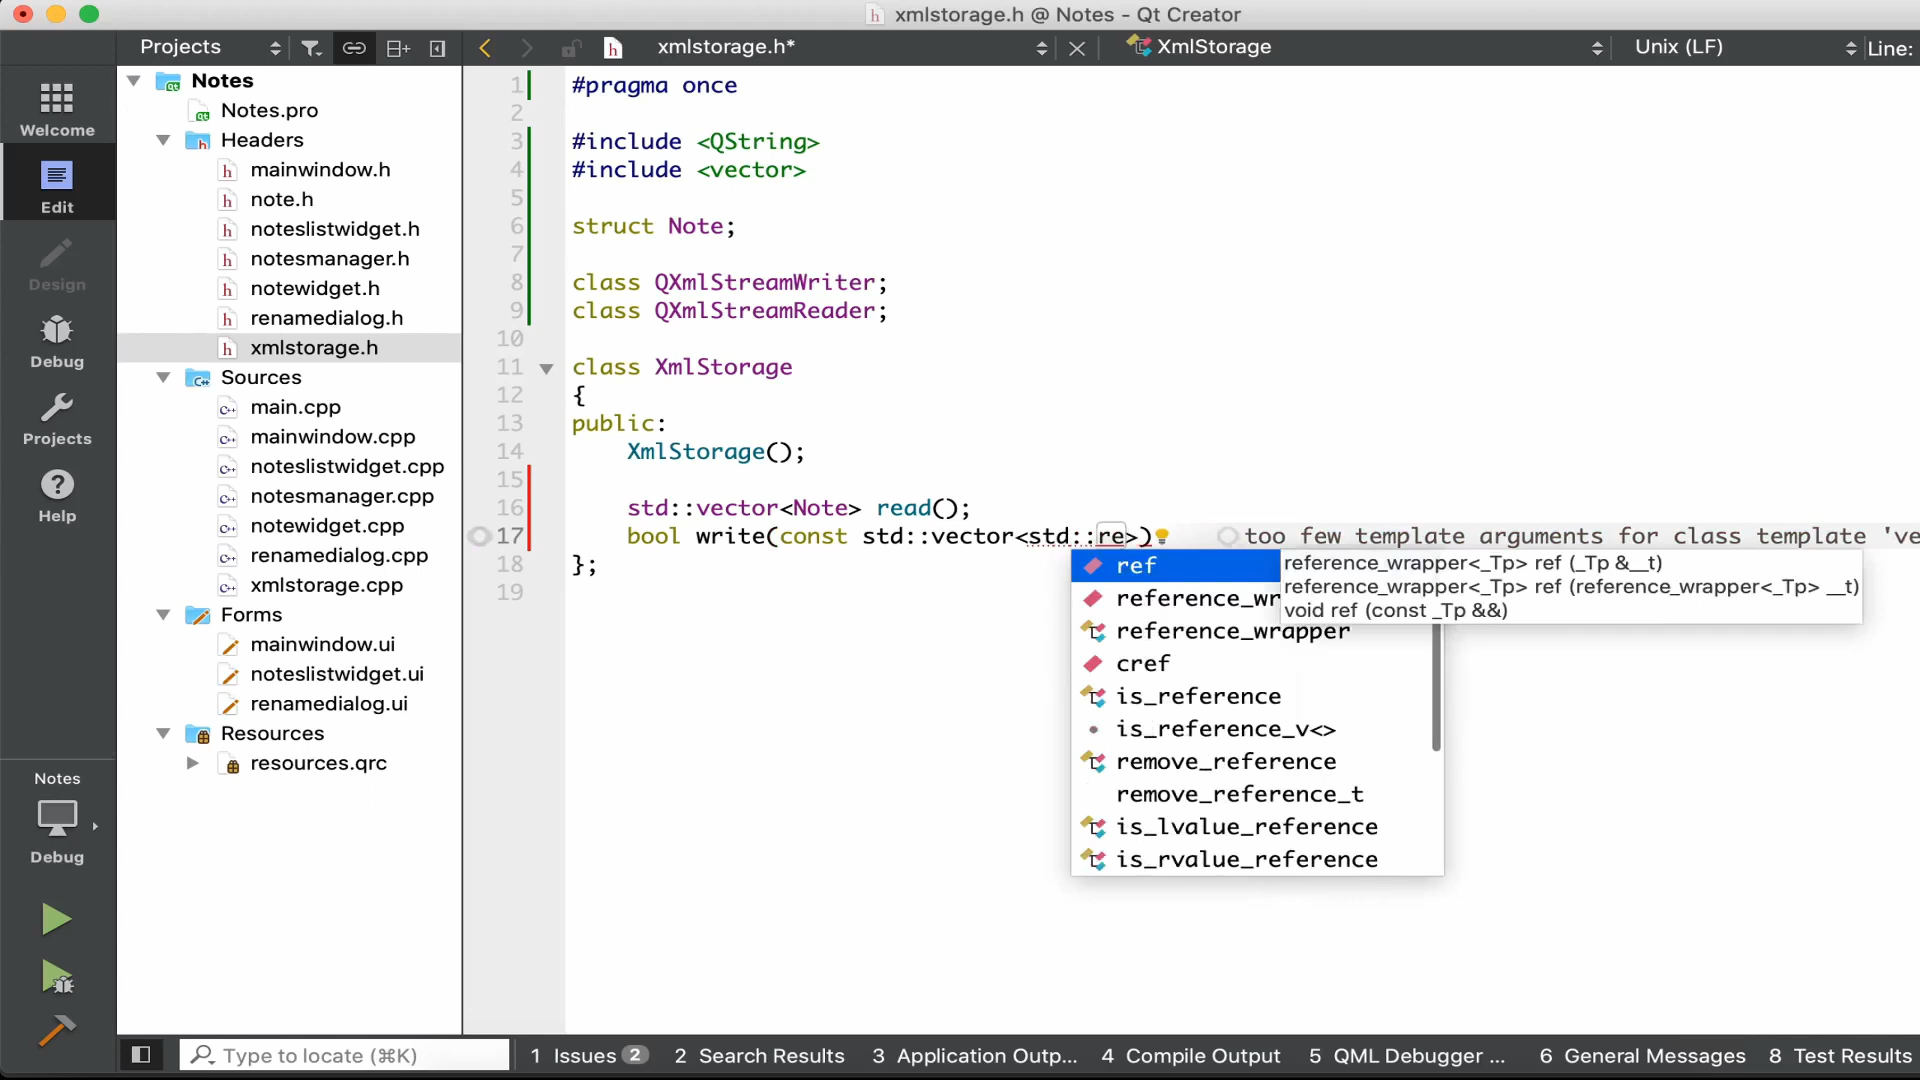 xmlstorage.h @ Notes - Qt Creator
Projects
xmlstorage.h*
XmlStorage
Unix (LF)
Line:
Welcome
Edit
Design
Debug
Projects
Help
Notes
Debug
Notes
Notes.pro
Headers
mainwindow.h
note.h
noteslistwidget.h
notesmanager.h
notewidget.h
renamedialog.h
xmlstorage.h
Sources
main.cpp
mainwindow.cpp
noteslistwidget.cpp
notesmanager.cpp
notewidget.cpp
renamedialog.cpp
xmlstorage.cpp
Forms
mainwindow.ui
noteslistwidget.ui
renamedialog.ui
Resources
resources.qrc
1 #pragma once
2
3 #include <QString>
4 #include <vector>
5
6 struct Note;
7
8 class QXmlStreamWriter;
9 class QXmlStreamReader;
10
11 class XmlStorage
12 {
13 public:
14 XmlStorage();
15
16 std::vector<Note> read();
17 bool write(const std::vector<std::re>) too few template arguments for class template 've
18 };
19
ref
reference_wr
reference_wrapper
cref
is_reference
is_reference_v<>
remove_reference
remove_reference_t
is_lvalue_reference
is_rvalue_reference
reference_wrapper<_Tp> ref (_Tp &__t)
reference_wrapper<_Tp> ref (reference_wrapper<_Tp> __t)
void ref (const _Tp &&)
Type to locate (⌘K)
1 Issues 2
2 Search Results
3 Application Outp...
4 Compile Output
5 QML Debugger ...
6 General Messages
8 Test Results